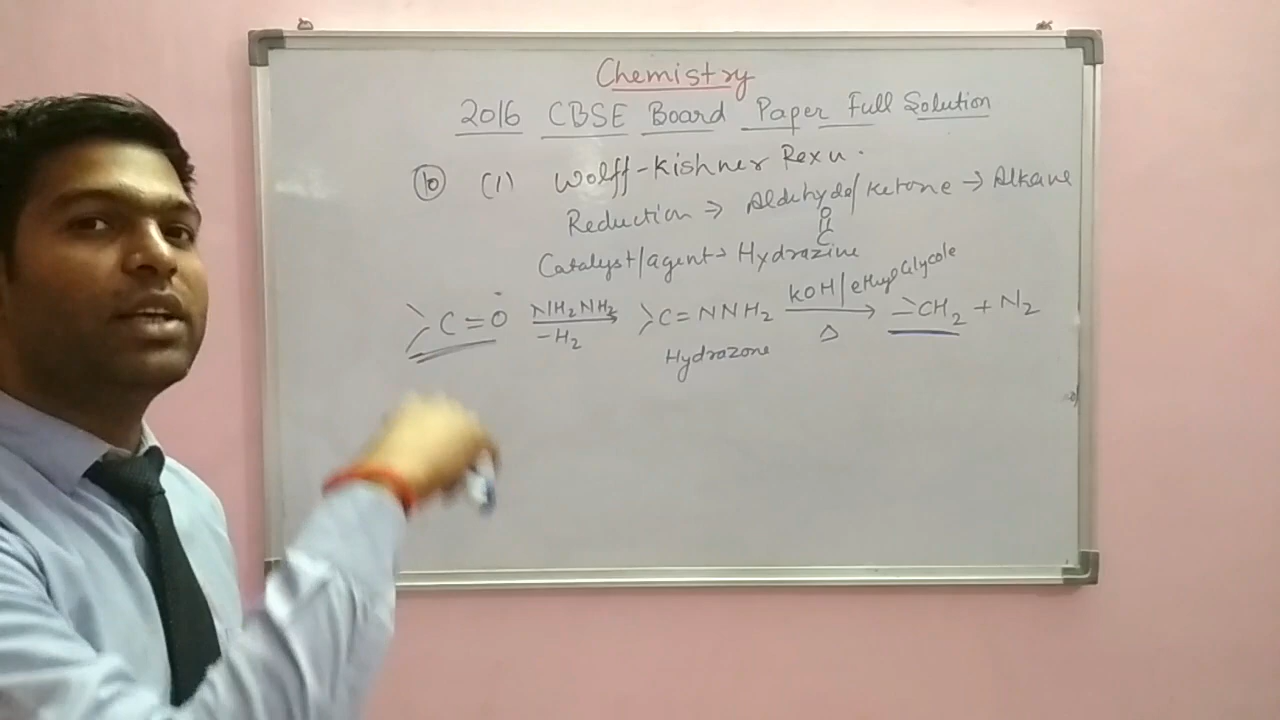 Chemistry
2016 CBSE Board Paper Full Solution
10 (1) Wolff-Kishner Rexn.
Reduction → Aldehyde/Ketone → Alkane
O
C
Catalyst/agent → Hydrazine
>C=O NH2NH2 -H2 >C=NNH2 KOH/ethyl Glycole Δ >CH2 + N2
Hydrazone